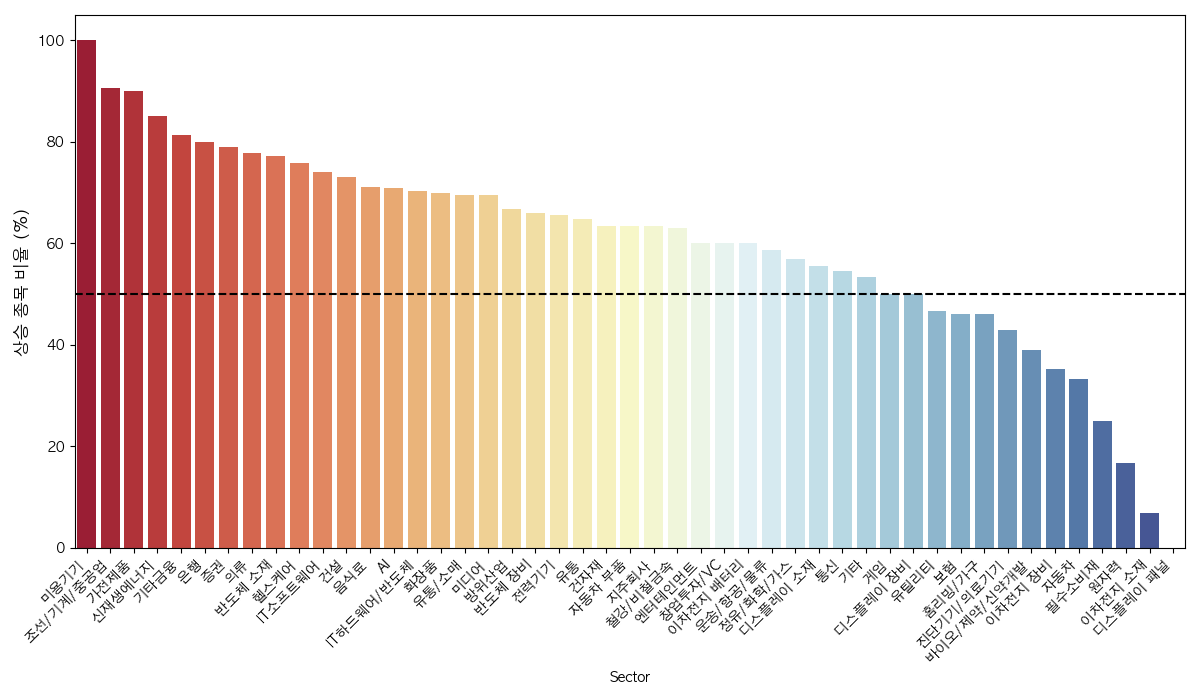 상승 종목 비율 (%)
100
80
60
40
20
0
미용기기
조선/기계/중공업
가전제품
신재생에너지
기타금융
은행
증권
의류
반도체 소재
헬스케어
IT소프트웨어
건설
음식료
AI
IT하드웨어/반도체
화장품
유통/소매
미디어
방위산업
반도체 장비
전력기기
유통
건자재
자동차 부품
지주회사
철강/비철금속
엔터테인먼트
창업투자/VC
이차전지 배터리
운송/항공/물류
정유/화학/가스
디스플레이 소재
통신
기타
게임
디스플레이 장비
유틸리티
보험
홈리빙/가구
진단기기/의료기기
바이오/제약/신약개발
이차전지 장비
자동차
필수소비재
원자력
이차전지 소재
디스플레이 패널
Sector